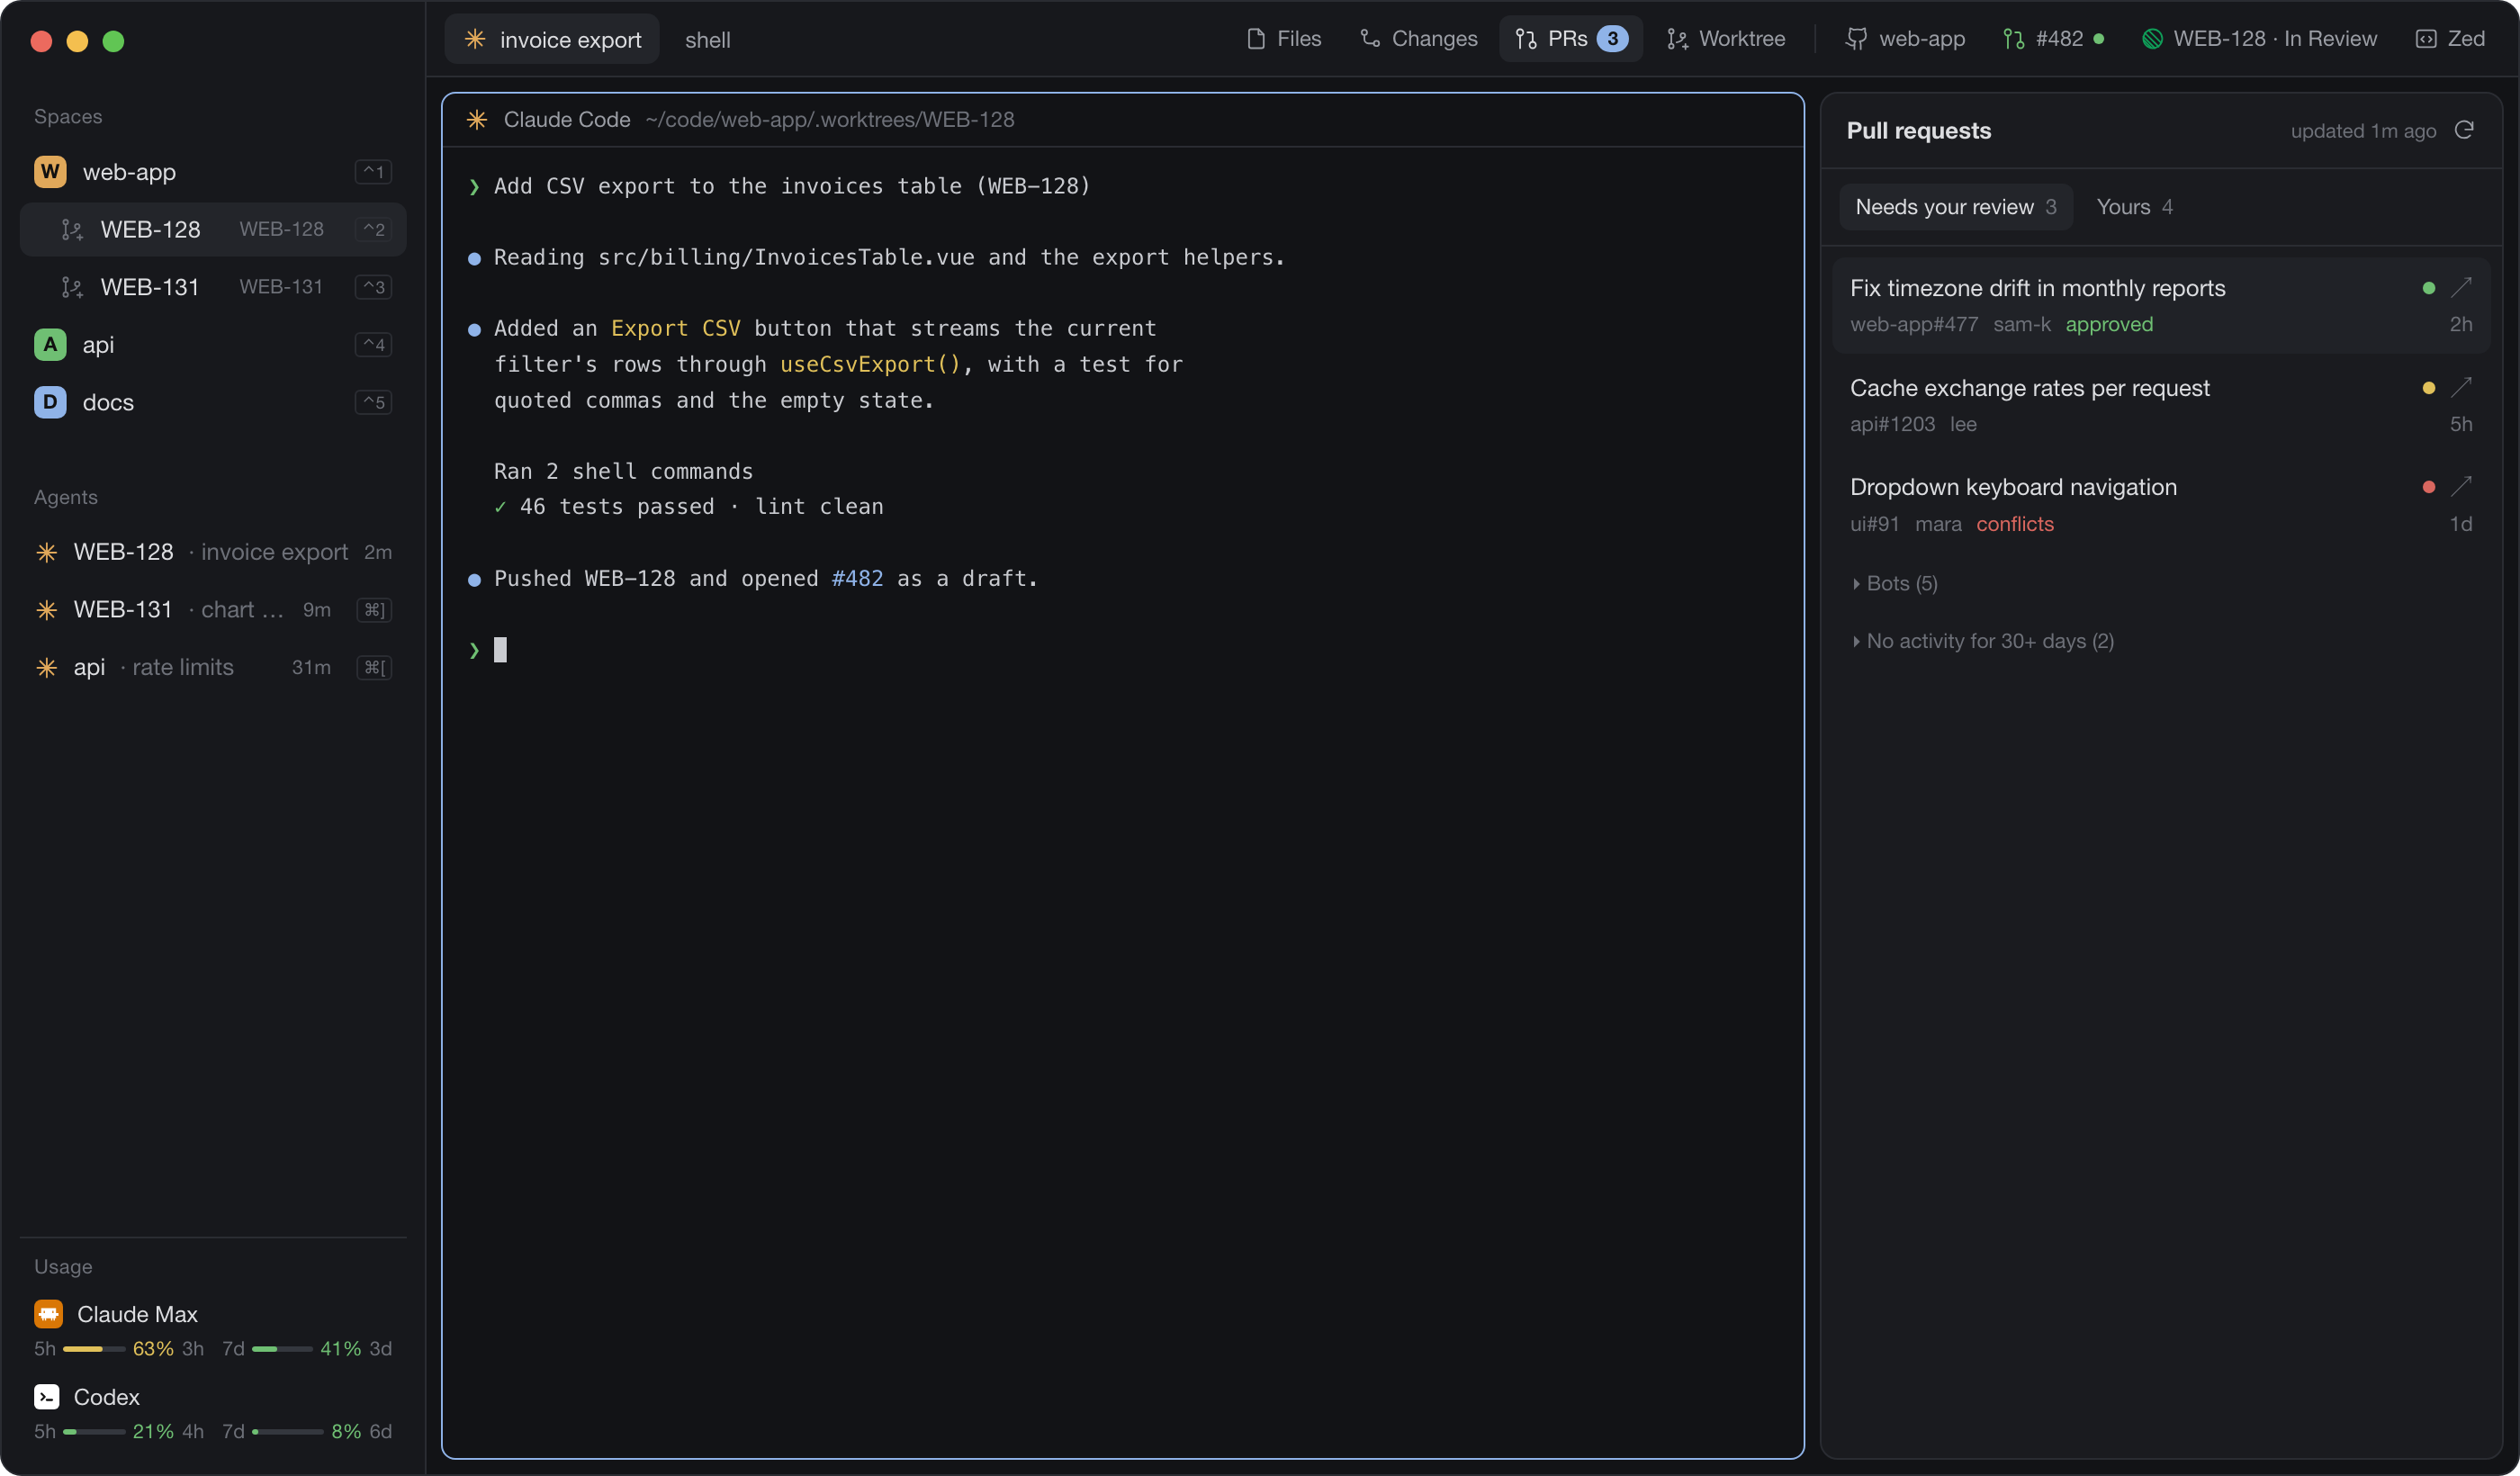 Spaces
W web-app ^1
WEB-128 WEB-128 ^2
WEB-131 WEB-131 ^3
A api ^4
D docs ^5
Agents
WEB-128 · invoice export 2m
WEB-131 · chart … 9m ⌘]
api · rate limits 31m ⌘[
Usage
Claude Max
5h 63% 3h 7d 41% 3d
Codex
5h 21% 4h 7d 8% 6d
invoice export shell Files Changes PRs 3 Worktree web-app #482 WEB-128 · In Review Zed
Claude Code ~/code/web-app/.worktrees/WEB-128
❯ Add CSV export to the invoices table (WEB-128)
● Reading src/billing/InvoicesTable.vue and the export helpers.
● Added an Export CSV button that streams the current
filter's rows through useCsvExport(), with a test for
quoted commas and the empty state.
Ran 2 shell commands
✓ 46 tests passed · lint clean
● Pushed WEB-128 and opened #482 as a draft.
❯
Pull requests updated 1m ago
Needs your review 3 Yours 4
Fix timezone drift in monthly reports
web-app#477 sam-k approved 2h
Cache exchange rates per request
api#1203 lee 5h
Dropdown keyboard navigation
ui#91 mara conflicts 1d
Bots (5)
No activity for 30+ days (2)